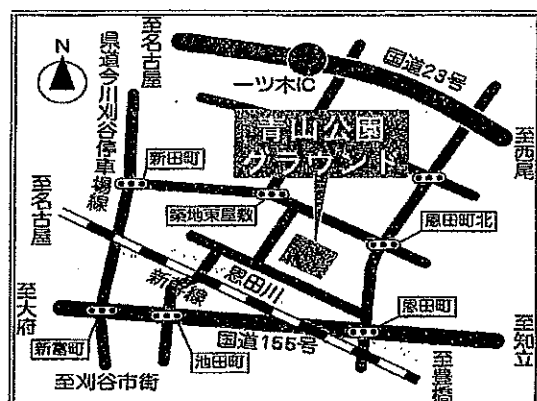 N
県道今川刈谷停車場線
至名古屋
国道23号
一ツ木IC
青山公園
グラウンド
新田町
至西尾
至名古屋
築地東屋敷
恩田町北
恩田川
新幹線
至大府
恩田町
新富町
池田町
国道155号
至知立
至刈谷市街
至豊橋